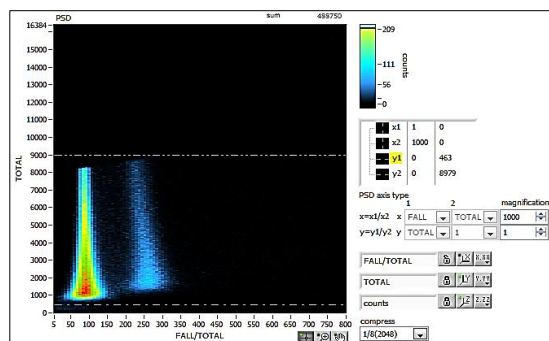 PSD
sum 499750
16384
15000
14000
13000
12000
11000
10000
9000
8000
7000
6000
5000
4000
3000
2000
1000
0
TOTAL
5 50 100 150 200 250 300 350 400 450 500 550 600 650 700 800
FALL/TOTAL
209
111
56
0
counts
x1 1 0
x2 1000 0
y1 0 463
y2 0 8979
PSD axis type
1 2 magnification
x=x1/x2 x FALL TOTAL 1000
y=y1/y2 y TOTAL 1 1
FALL/TOTAL
TOTAL
counts
compress
1/8(2048)